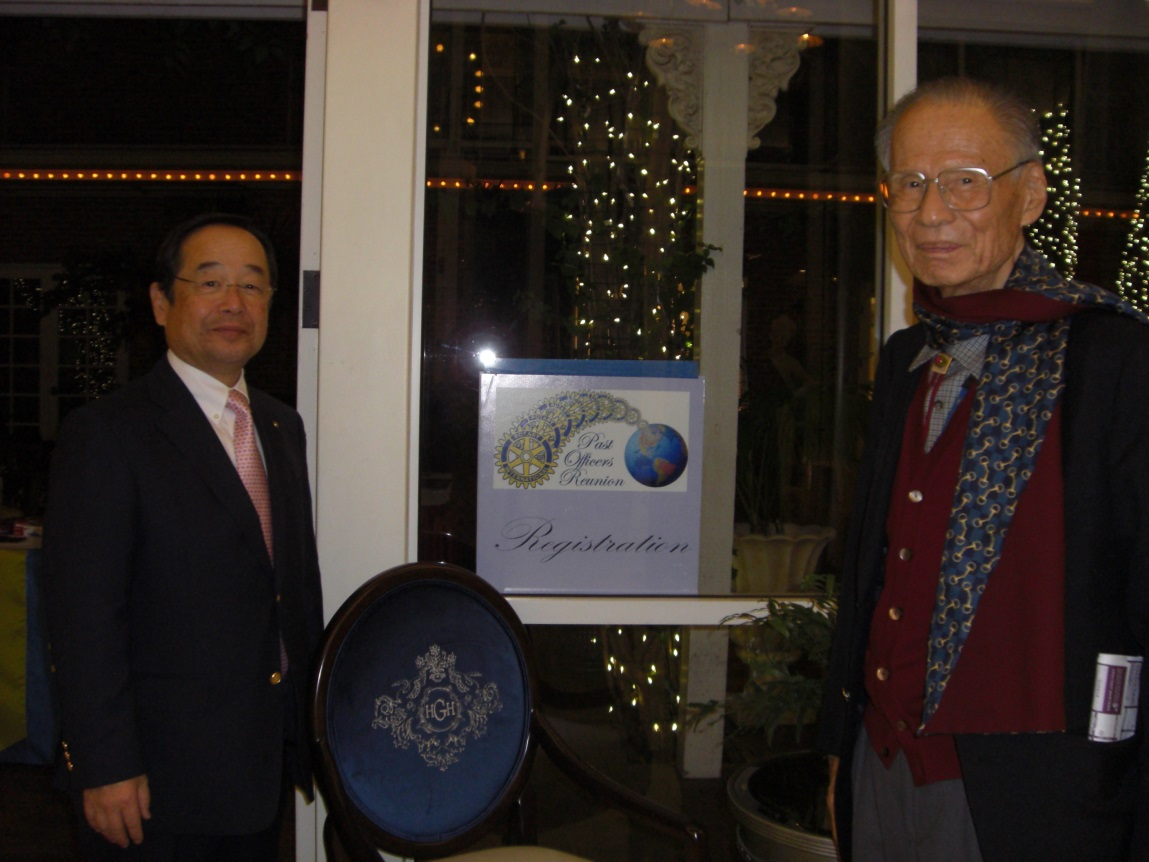 Past
Officers
Reunion
Registration
HGH